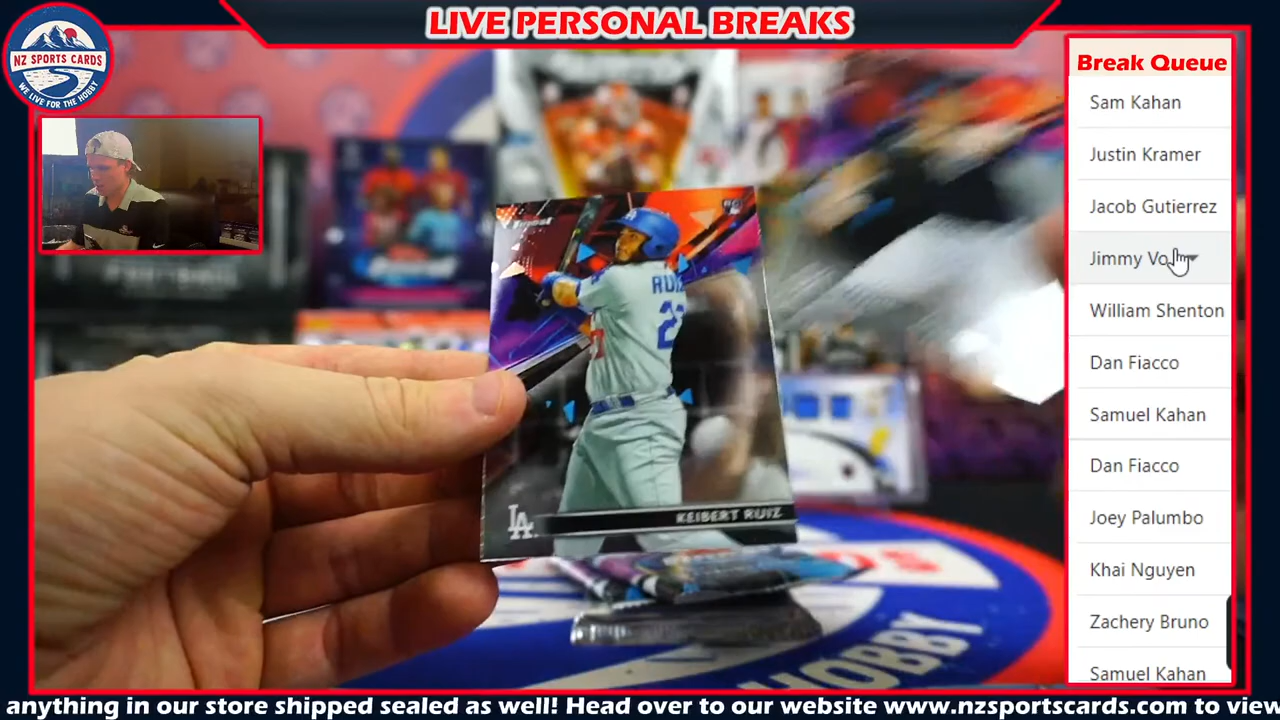 LIVE PERSONAL BREAKS
NZ SPORTS CARDS
WE LIVE FOR THE HOBBY
Break Queue
Sam Kahan
Justin Kramer
Jacob Gutierrez
Jimmy
William Shenton
Dan Fiacco
Samuel Kahan
Dan Fiacco
Joey Palumbo
Khai Nguyen
Zachery Bruno
Samuel Kahan
RUIZ
LA
KEIBERT RUIZ
HOBBY
anything in our store shipped sealed as well! Head over to our website www.nzsportscards.com to view